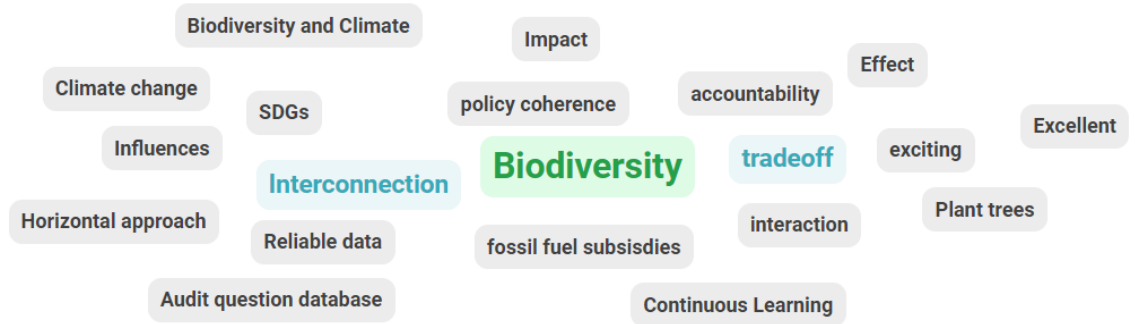 Biodiversity and Climate
Impact
Effect
Climate change
SDGs
policy coherence
accountability
Excellent
Influences
Biodiversity
tradeoff
exciting
Interconnection
Horizontal approach
Reliable data
fossil fuel subsisdies
interaction
Plant trees
Audit question database
Continuous Learning